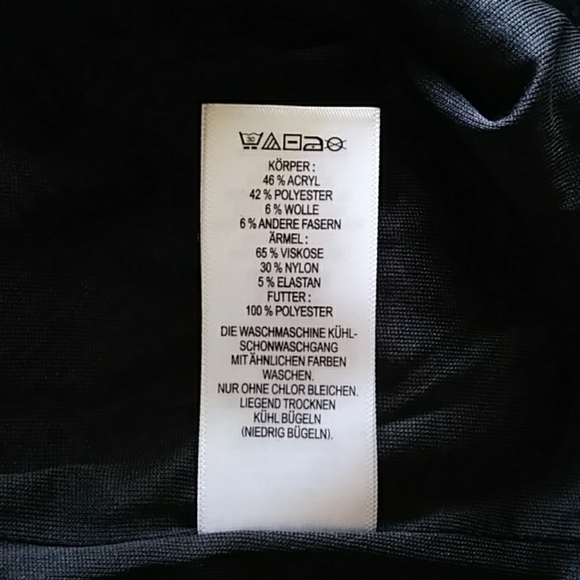 30
KÖRPER :
46 % ACRYL
42 % POLYESTER
6 % WOLLE
6 % ANDERE FASERN
ÄRMEL :
65 % VISKOSE
30 % NYLON
5 % ELASTAN
FUTTER :
100 % POLYESTER
DIE WASCHMASCHINE KÜHL-
SCHONWASCHGANG
MIT ÄHNLICHEN FARBEN
WASCHEN.
NUR OHNE CHLOR BLEICHEN.
LIEGEND TROCKNEN
KÜHL BÜGELN
(NIEDRIG BÜGELN).